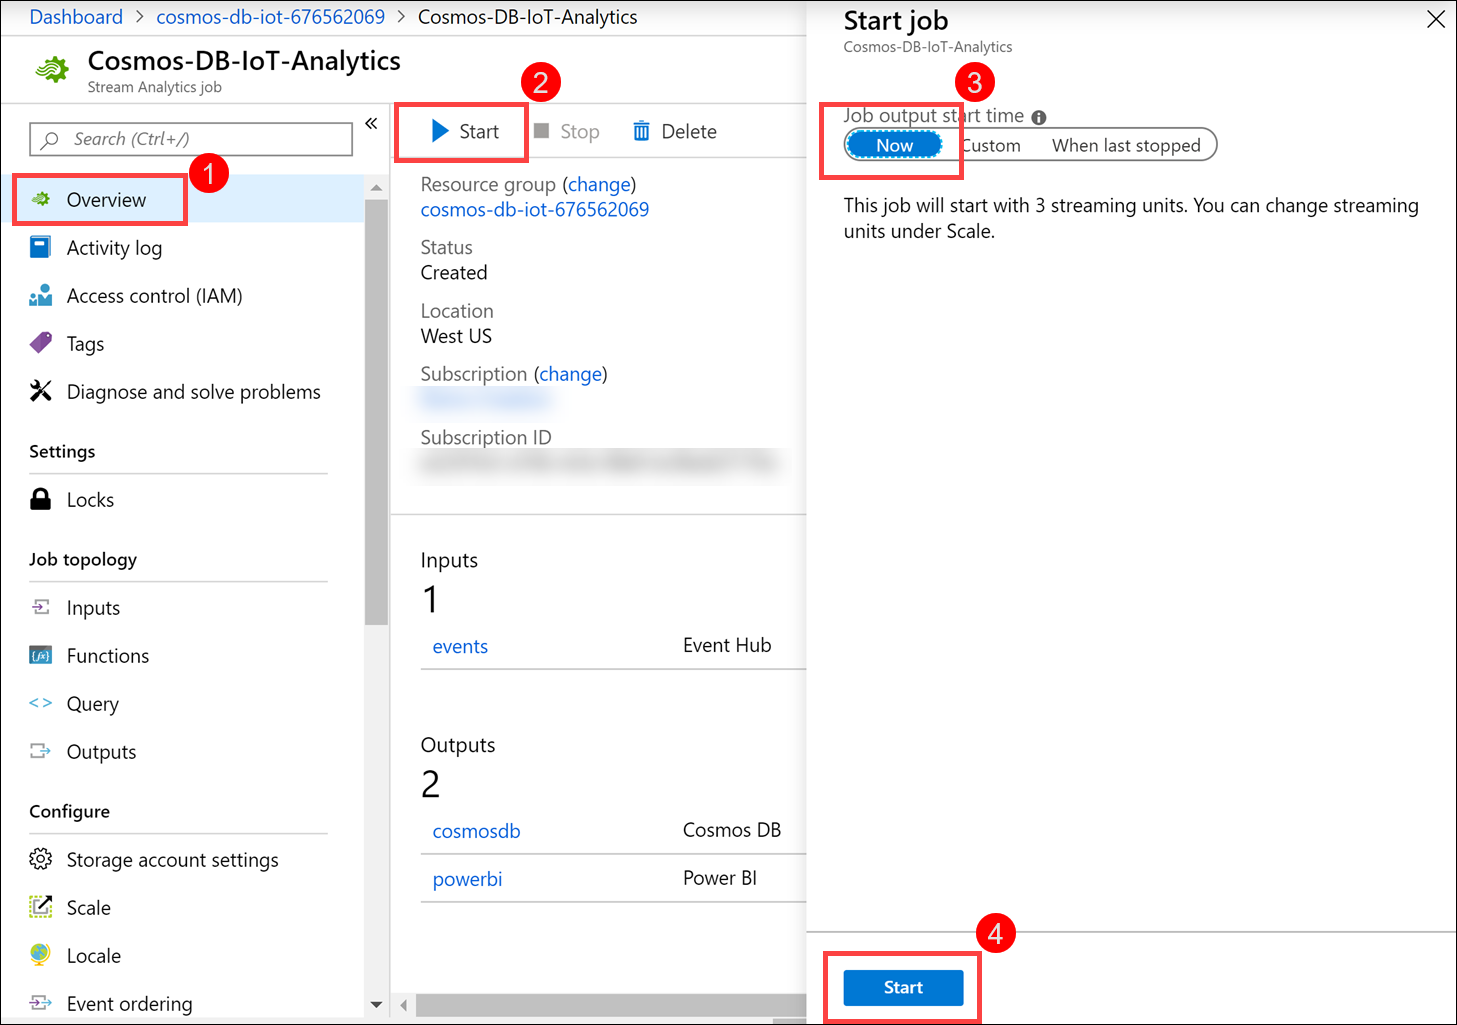 Dashboard > cosmos-db-iot-676562069 > Cosmos-DB-IoT-Analytics
Cosmos-DB-IoT-Analytics
Stream Analytics job
Search (Ctrl+/)
«
1
Overview
Activity log
Access control (IAM)
Tags
Diagnose and solve problems
Settings
Locks
Job topology
Inputs
Functions
Query
Outputs
Configure
Storage account settings
Scale
Locale
Event ordering
2
Start
Stop
Delete
Resource group (change)
cosmos-db-iot-676562069
Status
Created
Location
West US
Subscription (change)
Subscription ID
Inputs
1
events Event Hub
Outputs
2
cosmosdb Cosmos DB
powerbi Power BI
Start job
Cosmos-DB-IoT-Analytics
3
Job output start time
Now Custom When last stopped
This job will start with 3 streaming units. You can change streaming
units under Scale.
4
Start